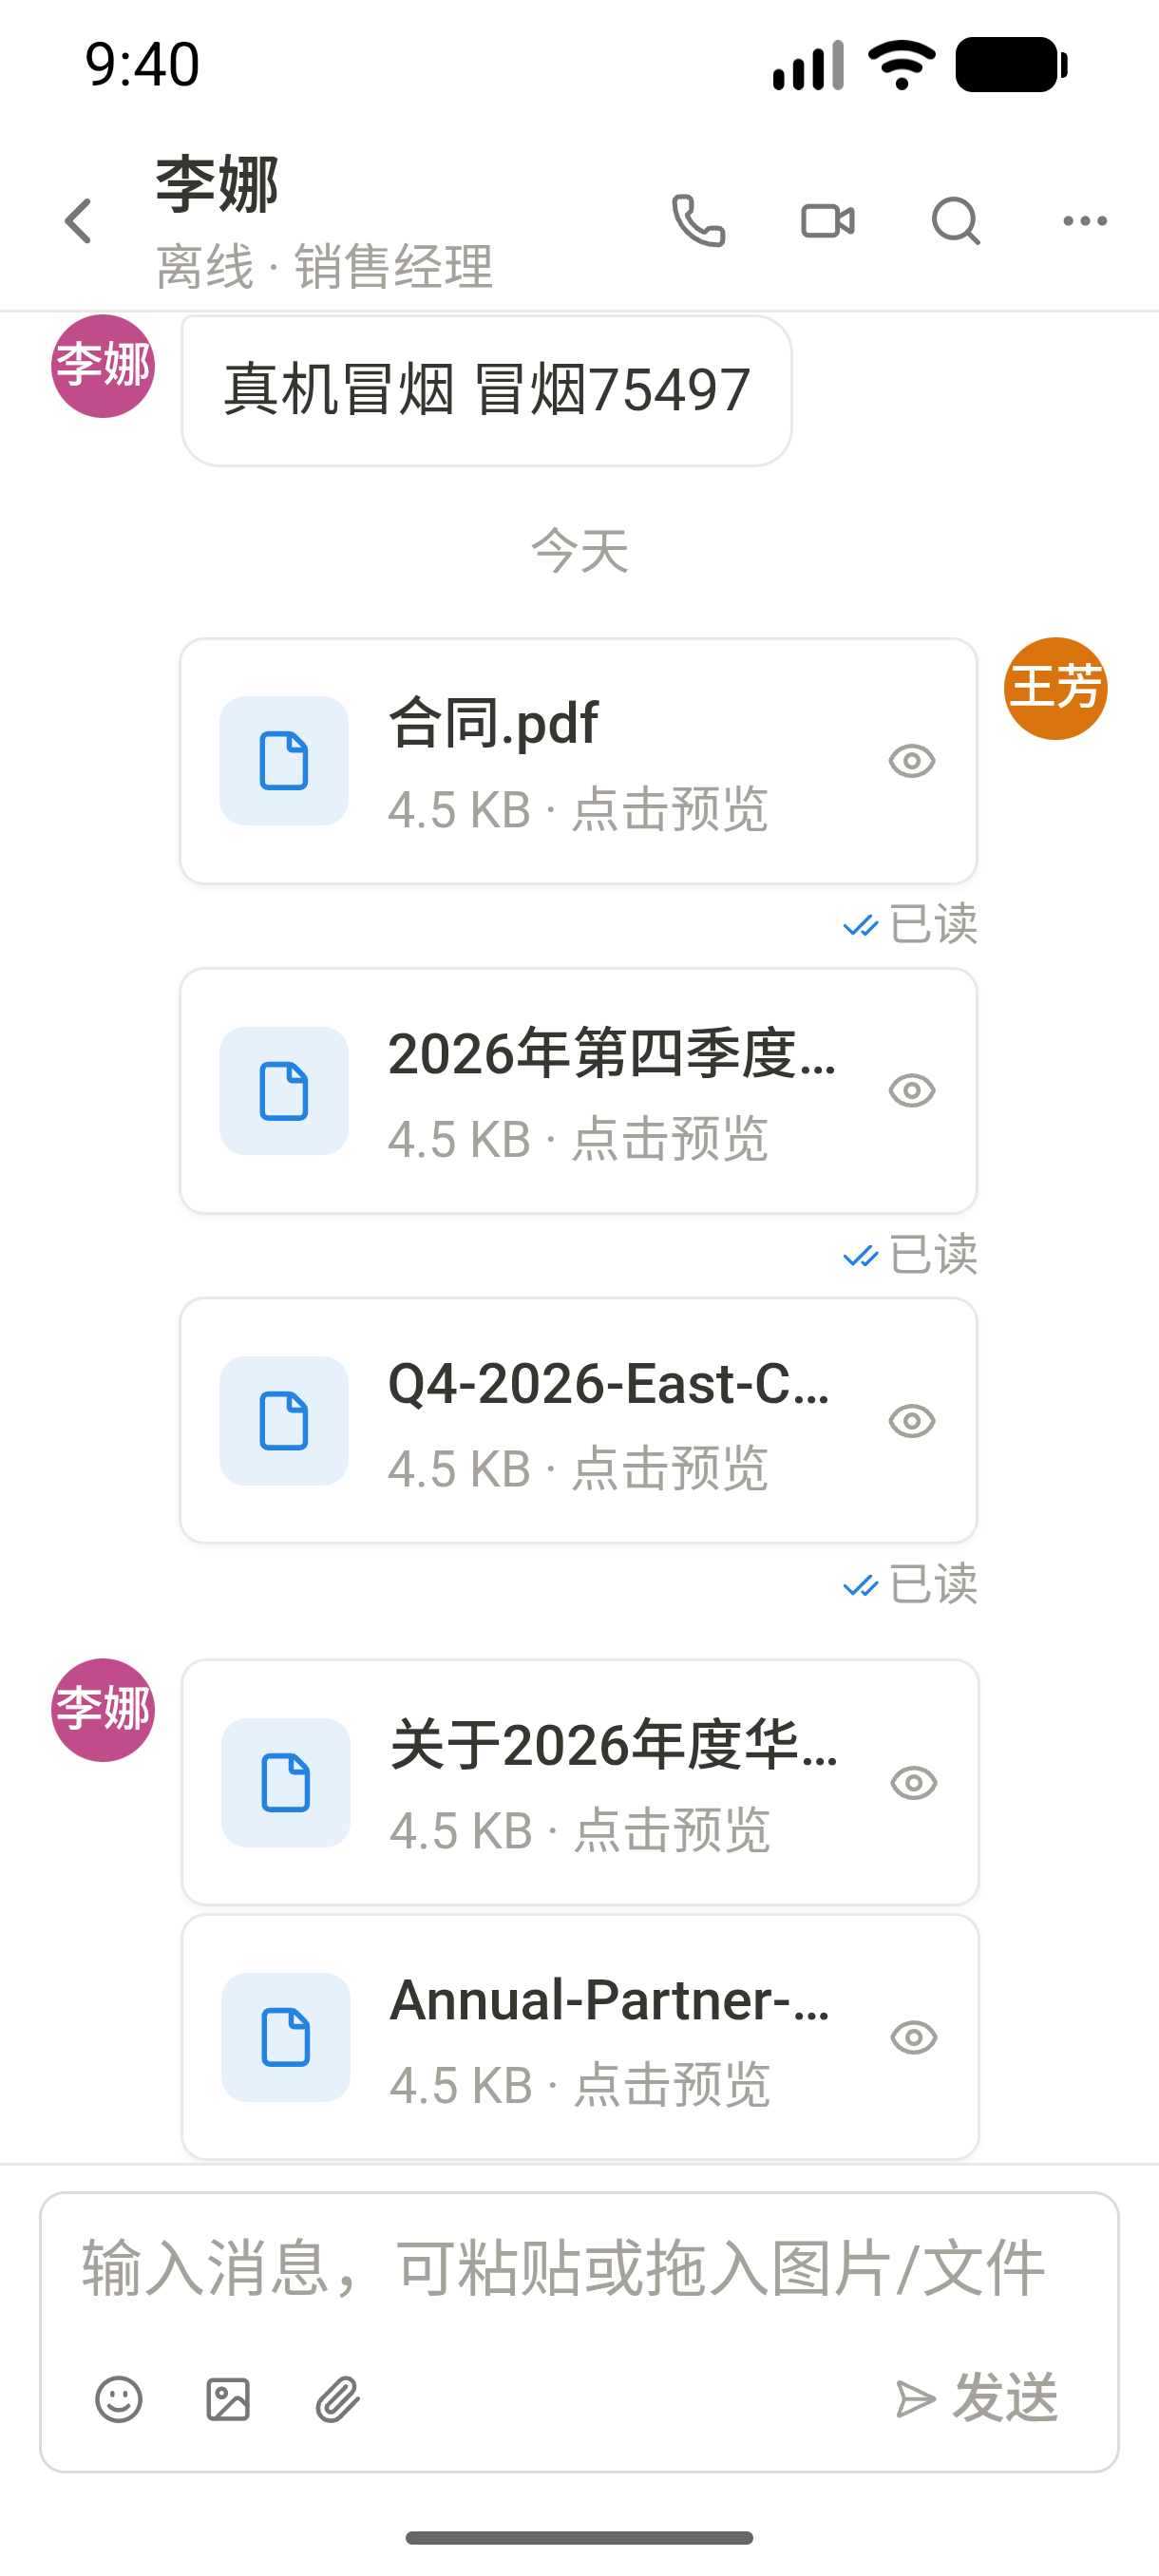 9:40
李娜
离线 · 销售经理
李娜
真机冒烟 冒烟75497
今天
王芳
合同.pdf
4.5 KB · 点击预览
已读
2026年第四季度...
4.5 KB · 点击预览
已读
Q4-2026-East-C...
4.5 KB · 点击预览
已读
李娜
关于2026年度华...
4.5 KB · 点击预览
Annual-Partner-...
4.5 KB · 点击预览
输入消息，可粘贴或拖入图片/文件
发送